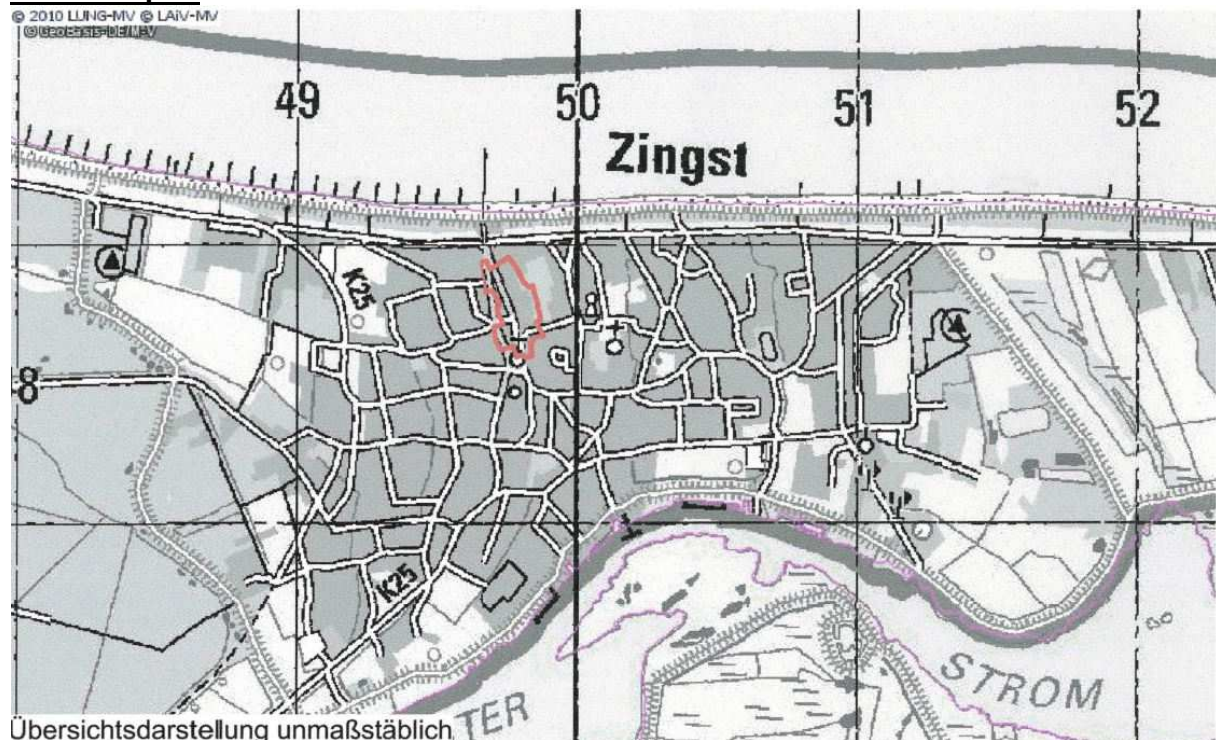 © 2010 LUNG-MV © LAiV-MV
© GeoBasis-DE/M-V
49
50
51
52
Zingst
K25
8
K25
STROM
TER
Übersichtsdarstellung unmaßstäblich